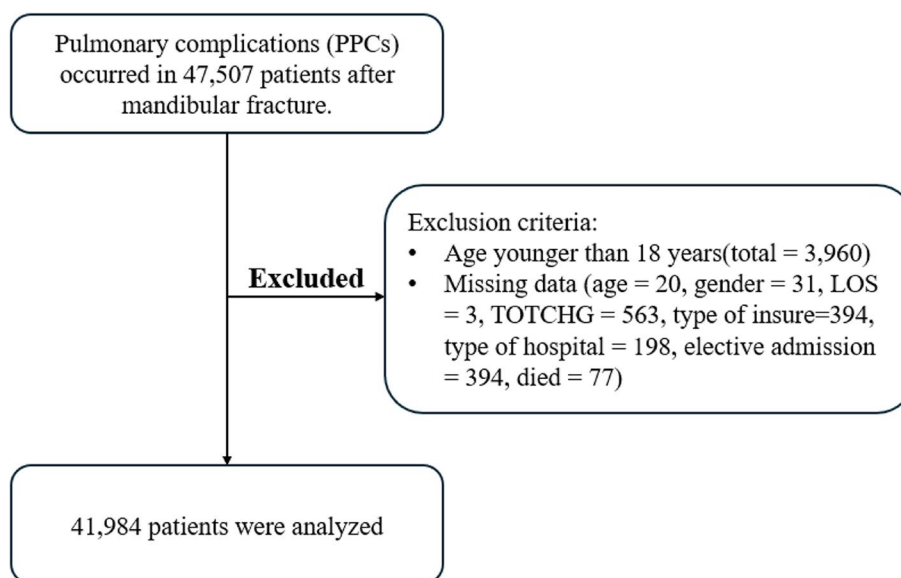 Pulmonary complications (PPCs)
occurred in 47,507 patients after
mandibular fracture.
Exclusion criteria:
• Age younger than 18 years(total = 3,960)
• Missing data (age = 20, gender = 31, LOS
= 3, TOTCHG = 563, type of insure=394,
type of hospital = 198, elective admission
= 394, died = 77)
Excluded
41,984 patients were analyzed